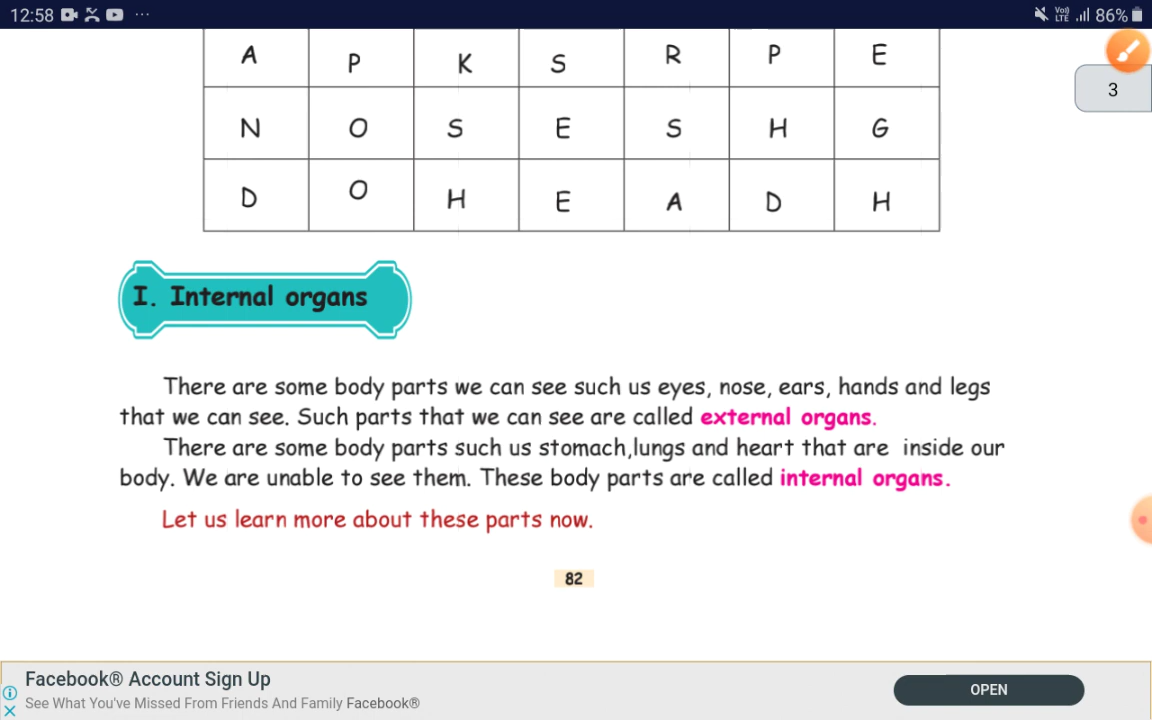 12:58 ... Vo)) LTE 86%
3
A P K S R P E
N O S E S H G
D O H E A D H
I. Internal organs
There are some body parts we can see such us eyes, nose, ears, hands and legs
that we can see. Such parts that we can see are called external organs.
There are some body parts such us stomach,lungs and heart that are inside our
body. We are unable to see them. These body parts are called internal organs.
Let us learn more about these parts now.
82
Facebook® Account Sign Up
See What You've Missed From Friends And Family Facebook®
OPEN